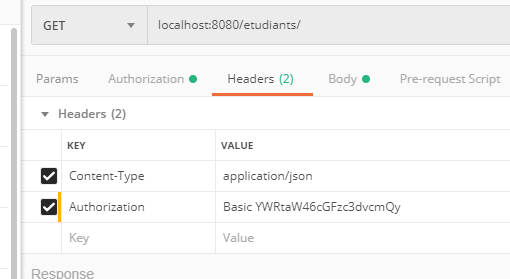 GET localhost:8080/etudiants/
Params Authorization Headers (2) Body Pre-request Script
Headers (2)
KEY VALUE
Content-Type application/json
Authorization Basic YWRtaW46cGFzc3dvcmQy
Key Value
Response